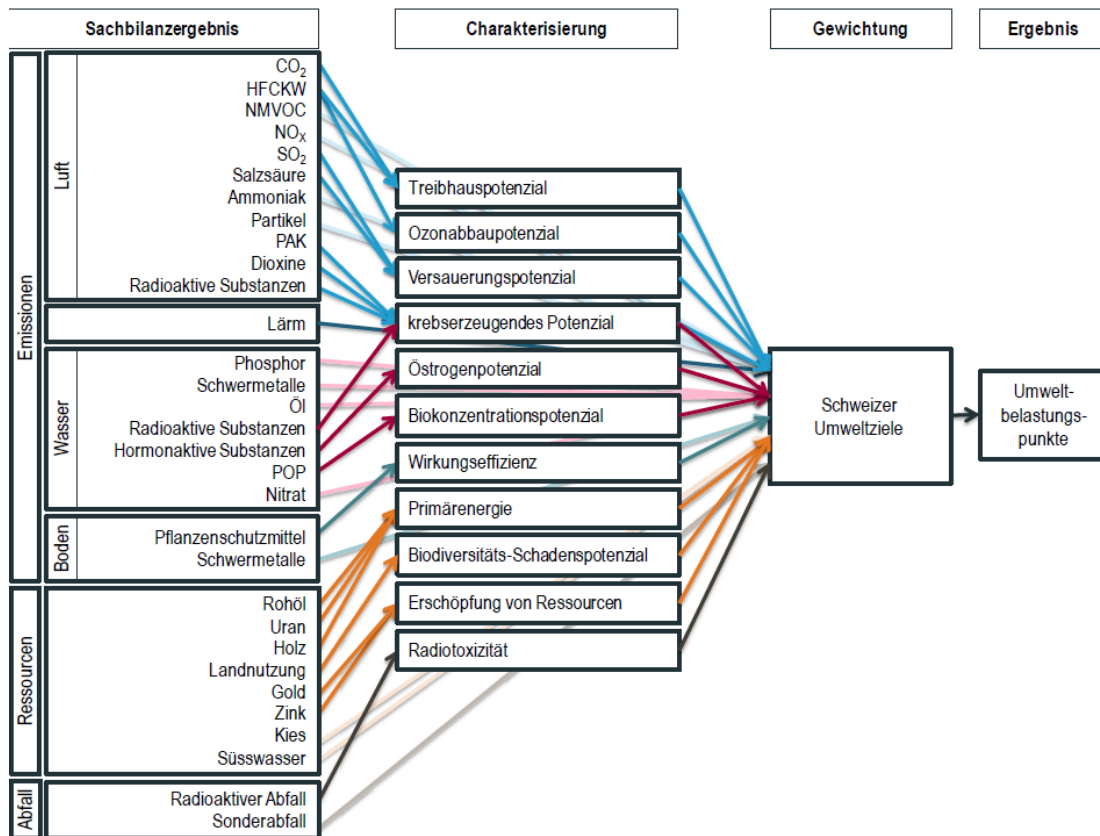 Sachbilanzergebnis
Charakterisierung
Gewichtung
Ergebnis
Emissionen
Luft
CO₂
HFCKW
NMVOC
NOₓ
SO₂
Salzsäure
Ammoniak
Partikel
PAK
Dioxine
Radioaktive Substanzen
Lärm
Wasser
Phosphor
Schwermetalle
Öl
Radioaktive Substanzen
Hormonaktive Substanzen
POP
Nitrat
Boden
Pflanzenschutzmittel
Schwermetalle
Ressourcen
Rohöl
Uran
Holz
Landnutzung
Gold
Zink
Kies
Süsswasser
Abfall
Radioaktiver Abfall
Sonderabfall
Treibhauspotenzial
Ozonabbaupotenzial
Versauerungspotenzial
krebserzeugendes Potenzial
Östrogenpotenzial
Biokonzentrationspotenzial
Wirkungseffizienz
Primärenergie
Biodiversitäts-Schadenspotenzial
Erschöpfung von Ressourcen
Radiotoxizität
Schweizer
Umweltziele
Umwelt-
belastungs-
punkte